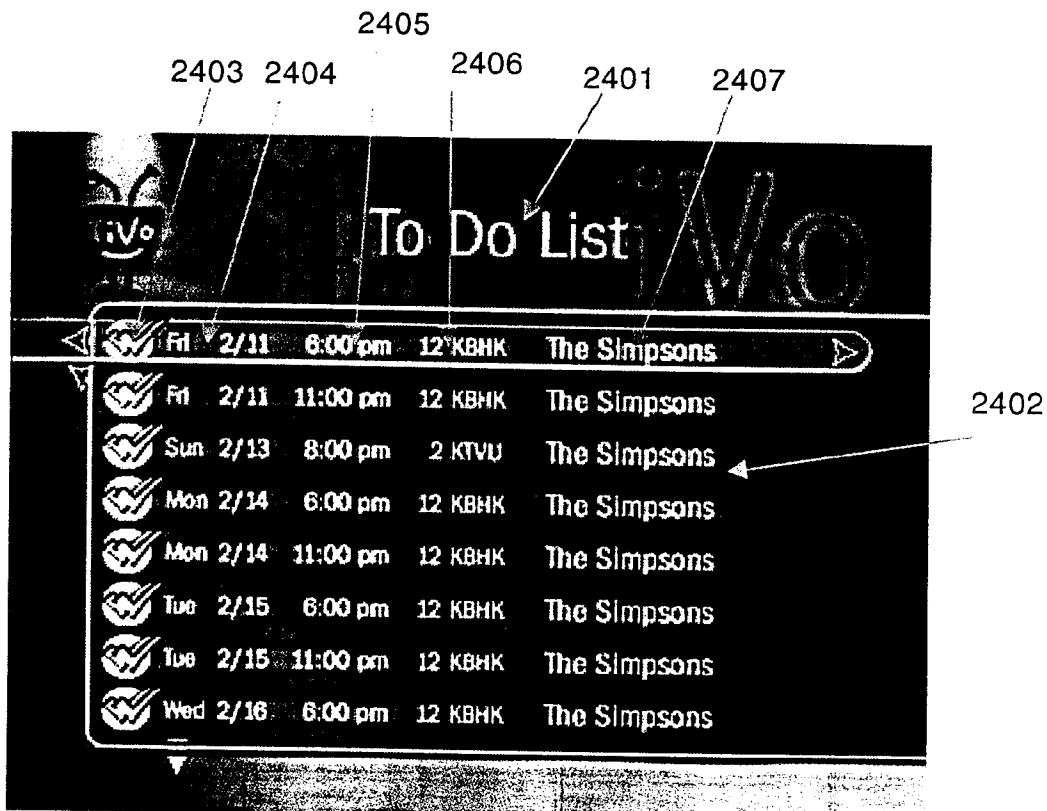 2405
2403 2404 2406 2401 2407
TiVo
To Do List
iVo
Fri 2/11 6:00 pm 12 KBHK The Simpsons
Fri 2/11 11:00 pm 12 KBHK The Simpsons
2402
Sun 2/13 8:00 pm 2 KTVU The Simpsons
Mon 2/14 6:00 pm 12 KBHK The Simpsons
Mon 2/14 11:00 pm 12 KBHK The Simpsons
Tue 2/15 6:00 pm 12 KBHK The Simpsons
Tue 2/15 11:00 pm 12 KBHK The Simpsons
Wed 2/16 6:00 pm 12 KBHK The Simpsons